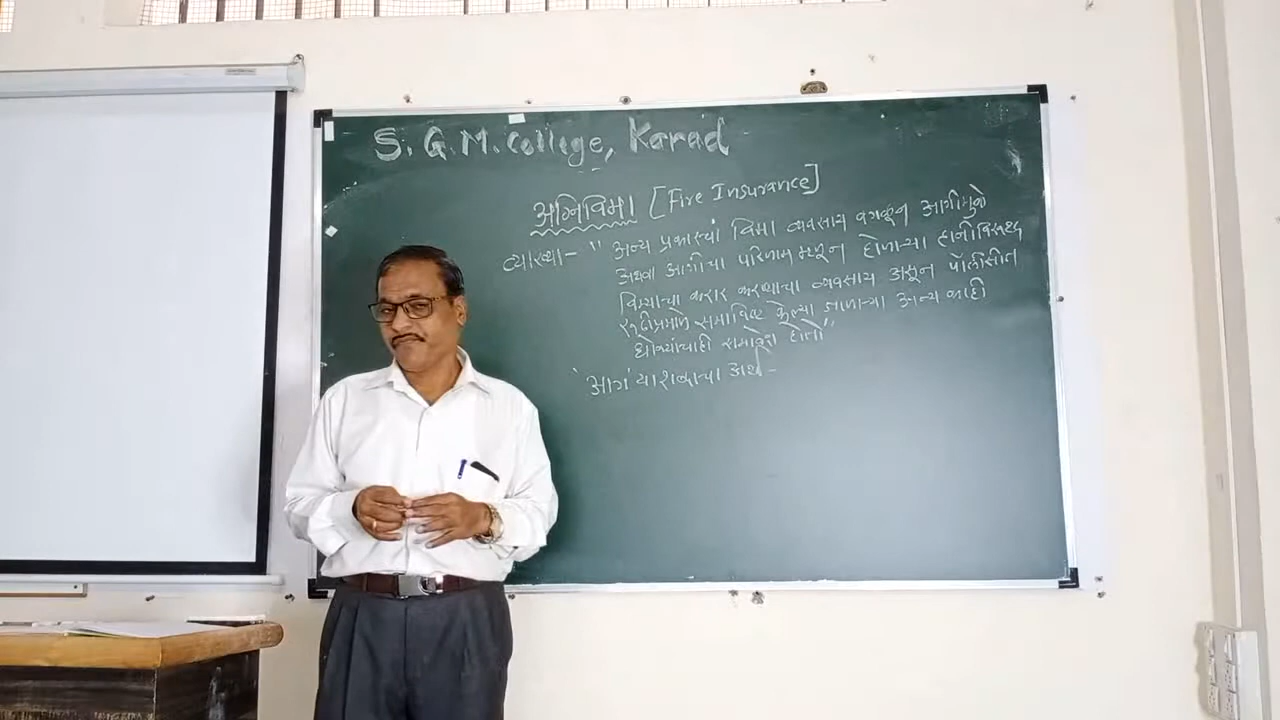 S. G. M. College, Karad
अग्निविमा [Fire Insurance]
व्याख्या - " अन्य प्रकारचा विमा व्यवसाय वगळून आगीमुळे
अथवा आगीचा परिणाम म्हणून होणाऱ्या हानीविरुध्द
विम्याचा करार करण्याचा व्यवसाय असून पॉलीसीत
रुढीप्रमाणे समाविष्ट केल्या जाणाऱ्या अन्य काही
धोक्यांचाही समावेश होतो"
'आग' या शब्दाचा अर्थ -